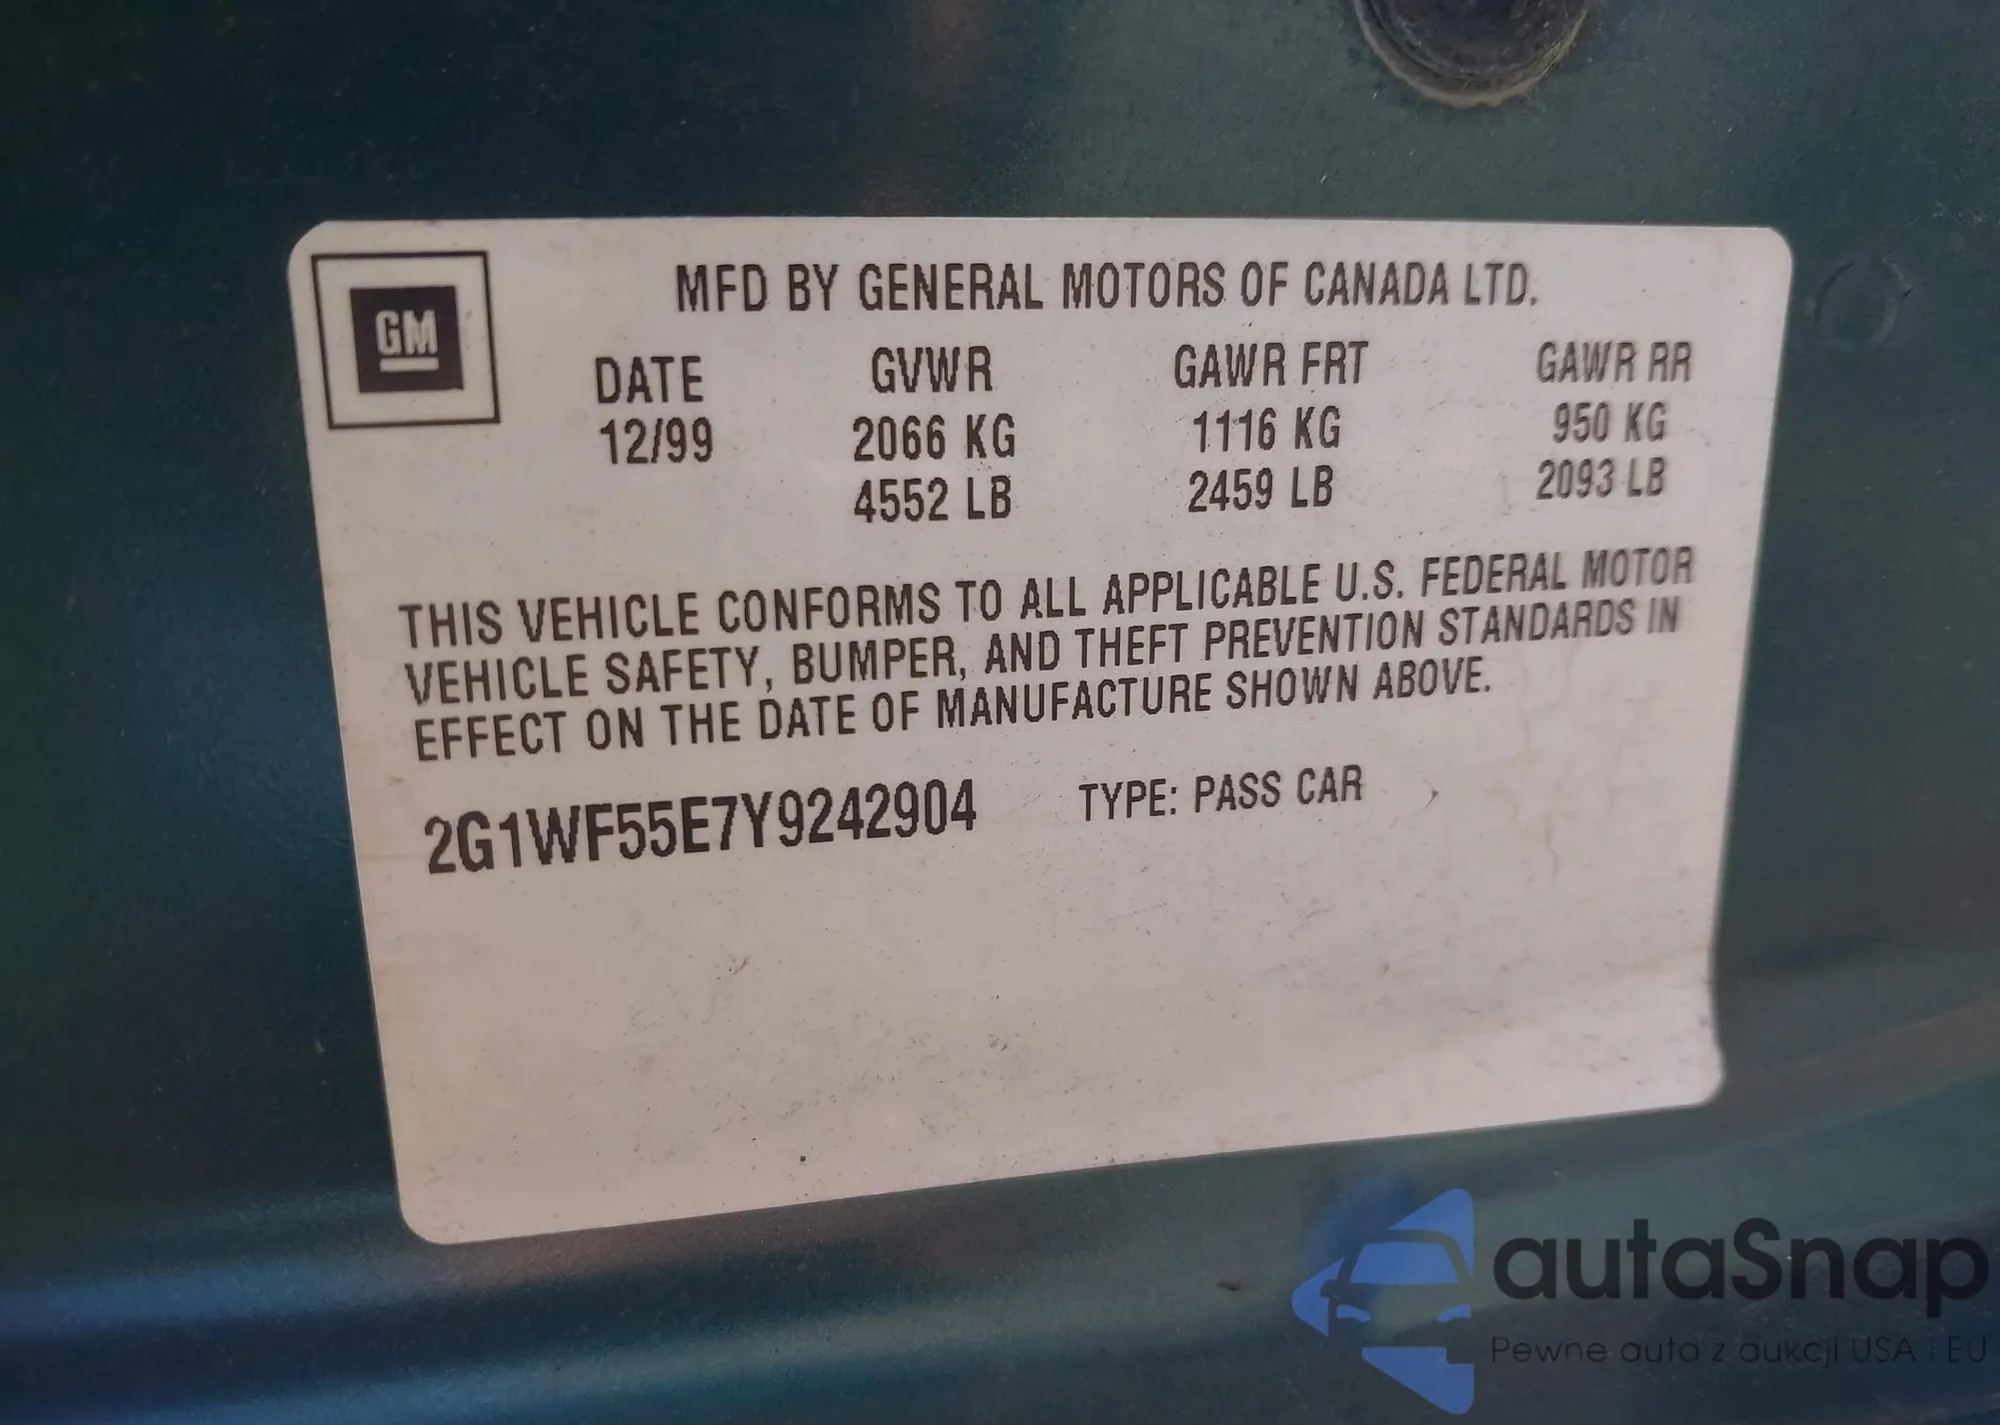 GM
MFD BY GENERAL MOTORS OF CANADA LTD.
DATE GVWR GAWR FRT GAWR RR
12/99 2066 KG 1116 KG 950 KG
4552 LB 2459 LB 2093 LB
THIS VEHICLE CONFORMS TO ALL APPLICABLE U.S. FEDERAL MOTOR
VEHICLE SAFETY, BUMPER, AND THEFT PREVENTION STANDARDS IN
EFFECT ON THE DATE OF MANUFACTURE SHOWN ABOVE.
2G1WF55E7Y9242904 TYPE: PASS CAR
autaSnap
Pewne auta z aukcji USA i EU